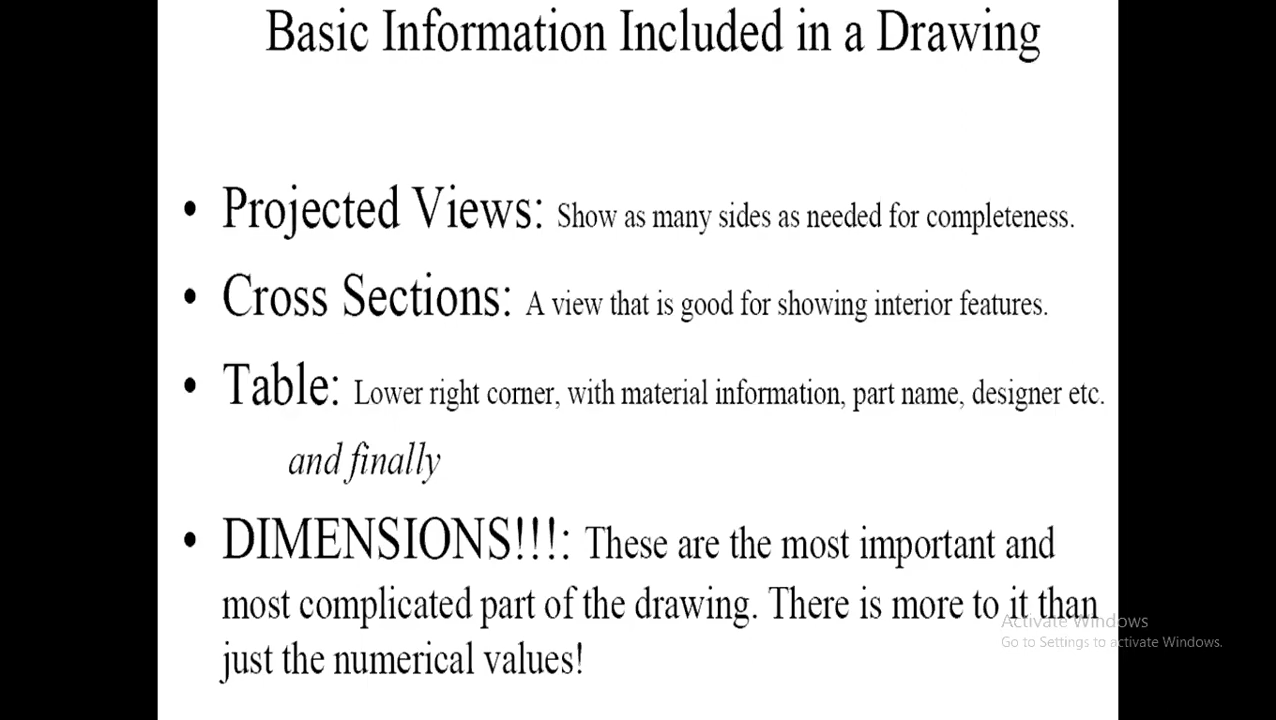 Basic Information Included in a Drawing
• Projected Views: Show as many sides as needed for completeness.
• Cross Sections: A view that is good for showing interior features.
• Table: Lower right corner, with material information, part name, designer etc.
and finally
• DIMENSIONS!!!: These are the most important and
most complicated part of the drawing. There is more to it than
just the numerical values!
Activate Windows
Go to Settings to activate Windows.